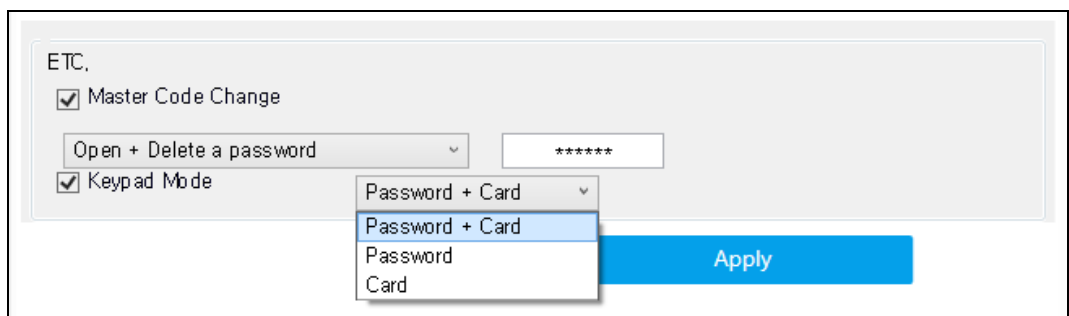 ETC,
Master Code Change
Open + Delete a password
******
Keypad Mode
Password + Card
Password + Card
Password
Card
Apply